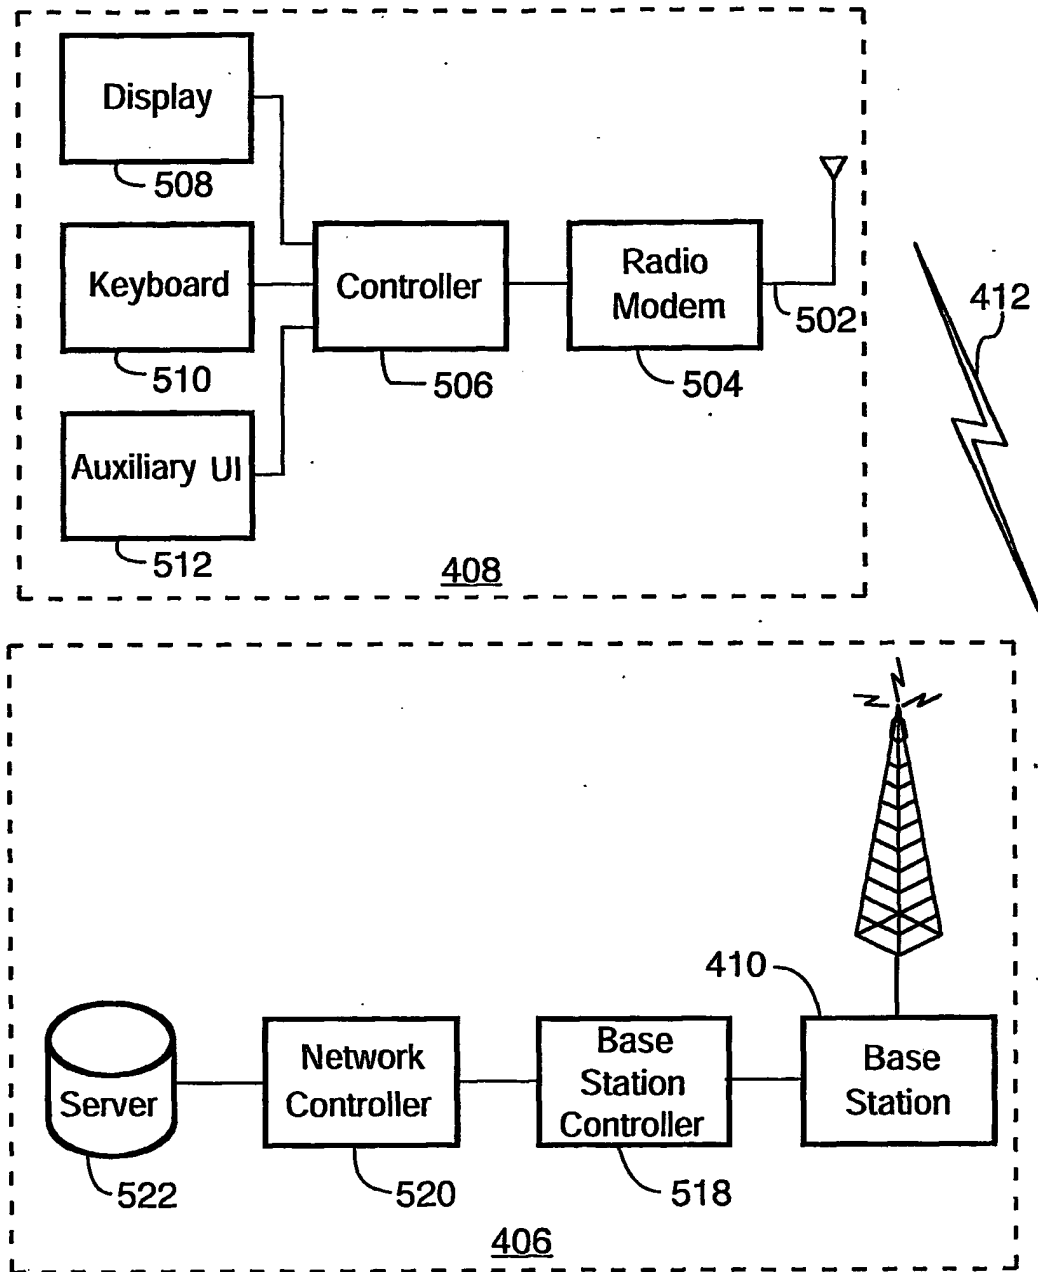 Display
508
Keyboard
510
Auxiliary UI
512
Controller
506
Radio
Modem
504
502
408
412
410
Server
522
Network
Controller
520
Base
Station
Controller
518
Base
Station
406